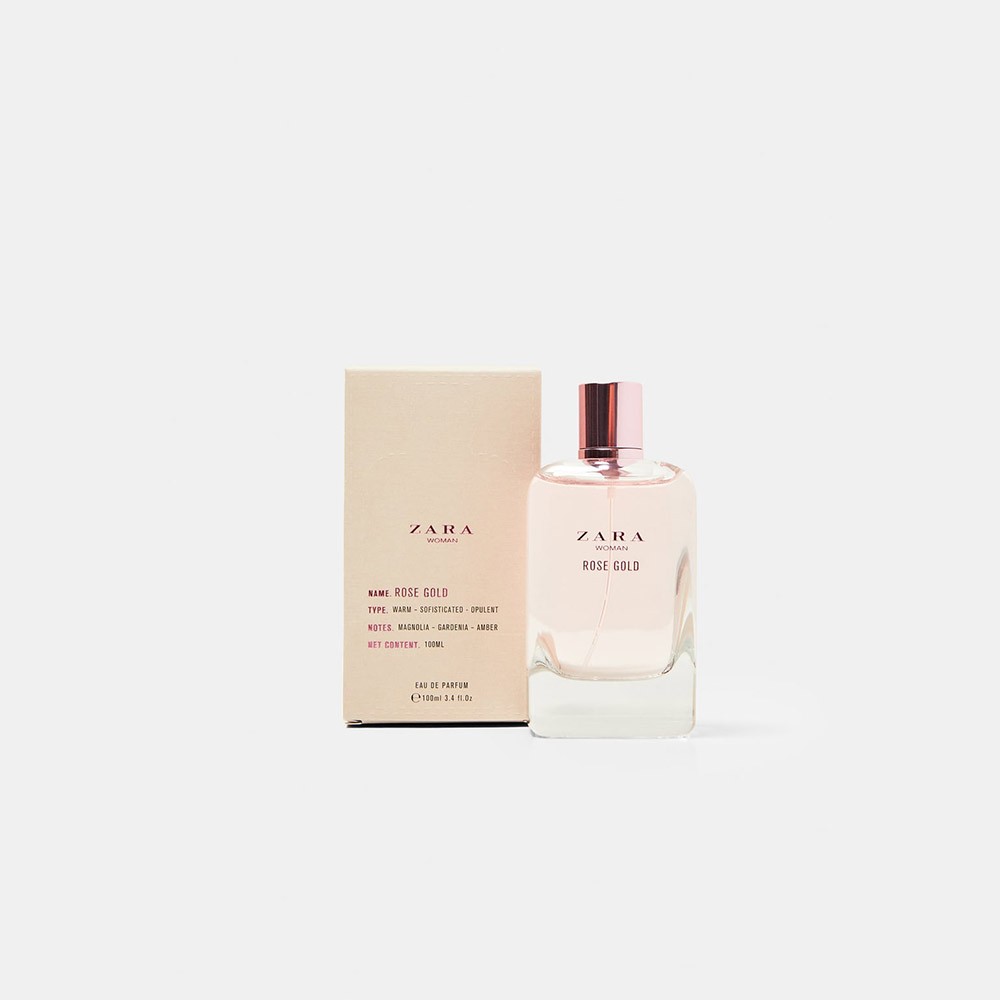 ZARA
WOMAN
NAME. ROSE GOLD
TYPE. WARM - SOFISTICATED - OPULENT
NOTES. MAGNOLIA - GARDENIA - AMBER
NET CONTENT. 100ML
EAU DE PARFUM
℮100ml 3.4 fl.Oz
ZARA
WOMAN
ROSE GOLD